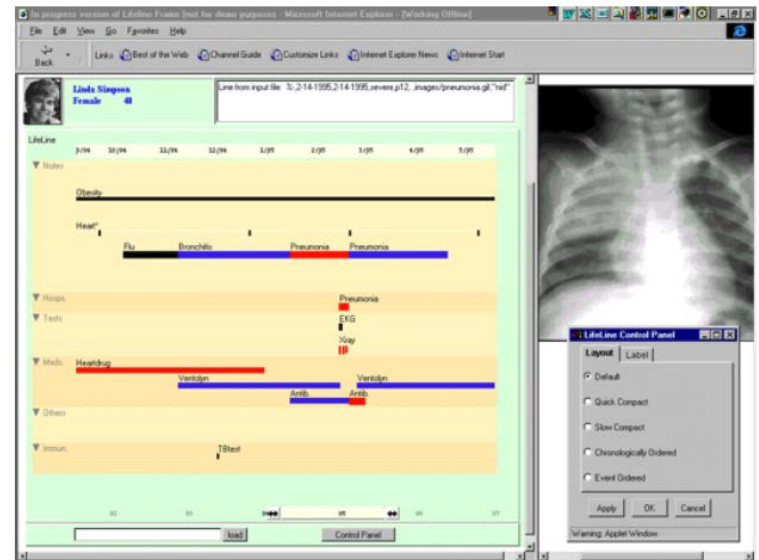 In progress version of Lifeline Frame (not for demo purposes - Microsoft Internet Explorer - [Working Offline]
File Edit View Go Favorites Help
Back
Links Best of the Web Channel Guide Customize Links Internet Explorer News Internet Start
Linda Simpson
Female 40
Line from input file: %-,2-14-1995,2-14-1995,severe,p12, ,images/pneumonia.gif,"nid"
LifeLine
9/94 10/94 11/94 12/94 1/95 2/95 3/95 4/95 5/95
Notes
Obesity
Heart*
Flu Bronchitis Pneumonia Pneumonia
Hosps.
Pneumonia
Tests
EKG
Xray
Meds.
Heartdrug
Ventolyn Ventolyn
Antib. Antib.
Others
Immun.
TBtest
92 93 94 95 96 97
load Control Panel
LifeLine Control Panel
Layout Label
Default
Quick Compact
Slow Compact
Chronologically Ordered
Event Ordered
Apply OK Cancel
Warning: Applet Window